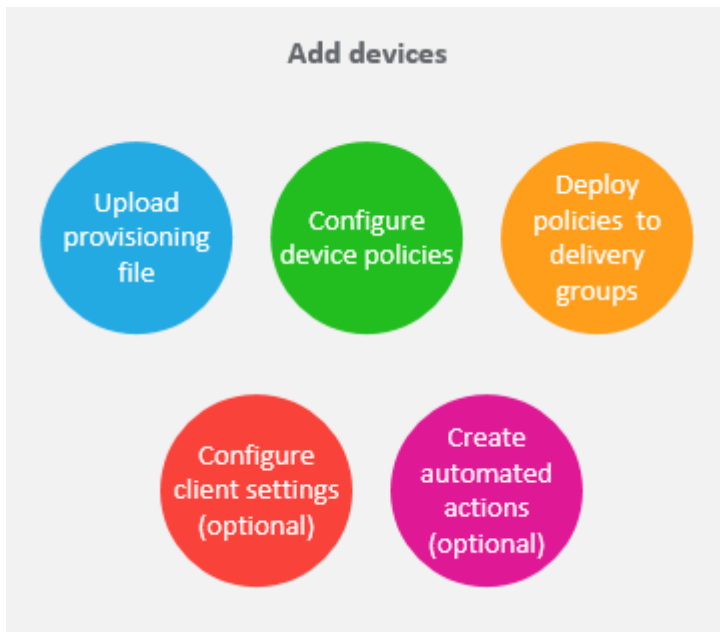 Add devices
Upload
provisioning
file
Configure
device policies
Deploy
policies to
delivery
groups
Configure
client settings
(optional)
Create
automated
actions
(optional)